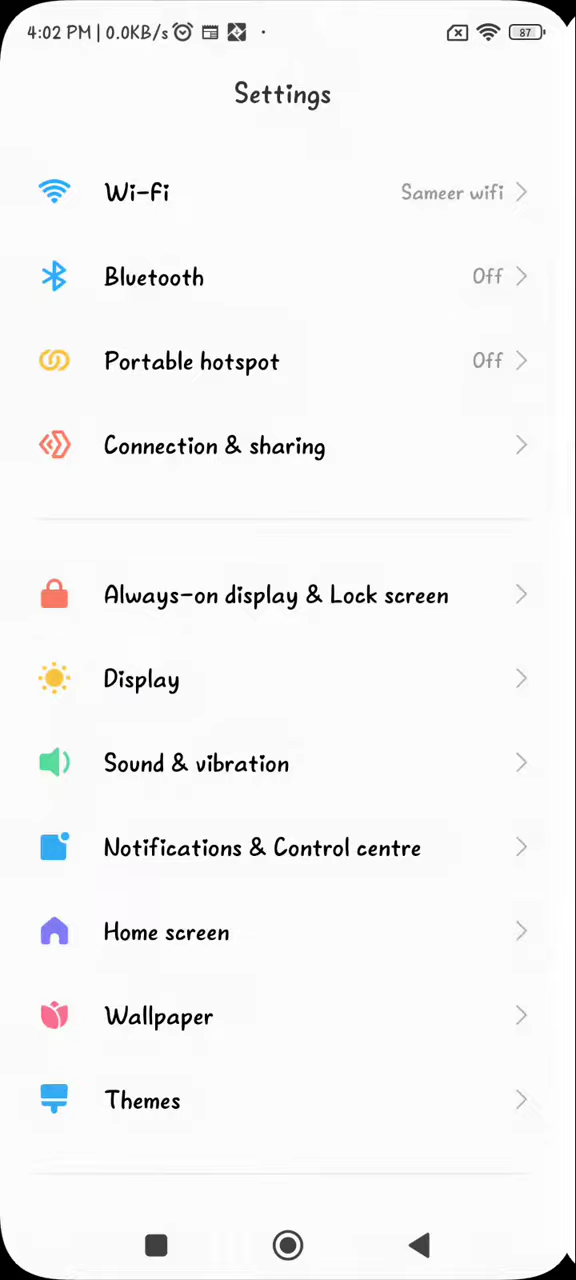 4:02 PM | 0.0KB/s
87
Settings
Wi-Fi Sameer wifi
Bluetooth Off
Portable hotspot Off
Connection & sharing
Always-on display & Lock screen
Display
Sound & vibration
Notifications & Control centre
Home screen
Wallpaper
Themes